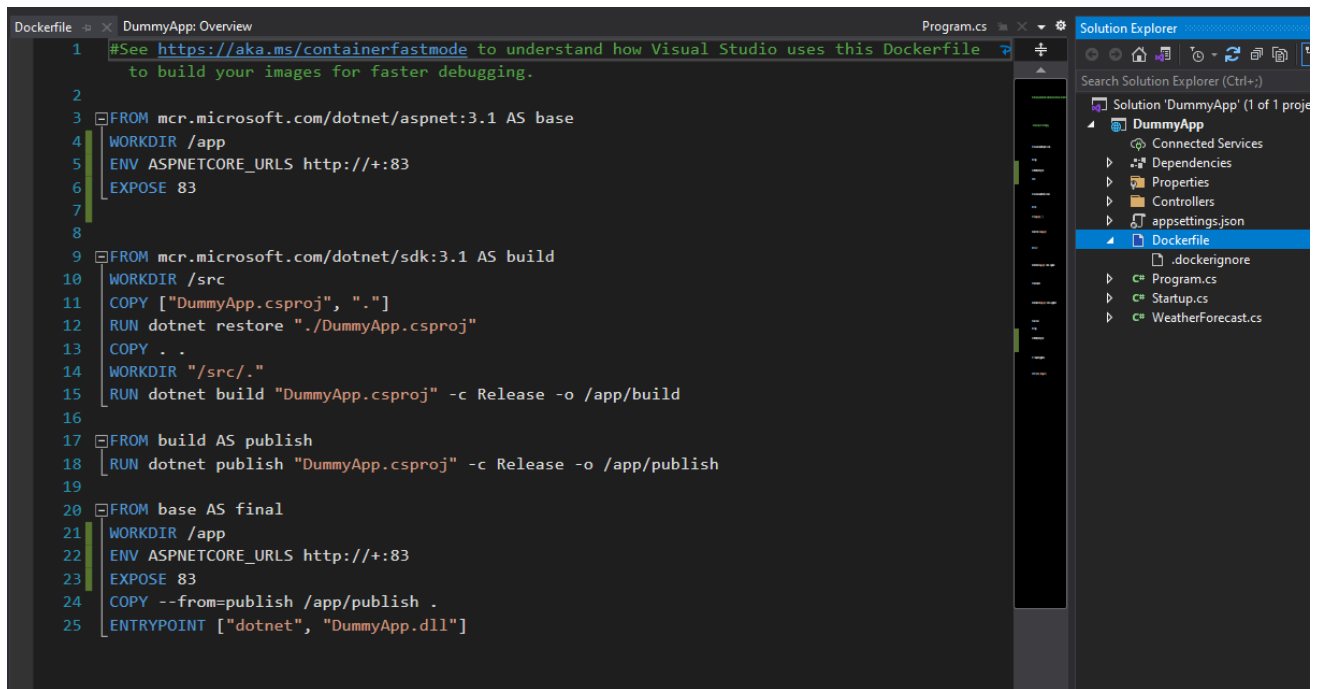 Dockerfile
DummyApp: Overview
Program.cs
1 #See https://aka.ms/containerfastmode to understand how Visual Studio uses this Dockerfile
to build your images for faster debugging.
2
3 FROM mcr.microsoft.com/dotnet/aspnet:3.1 AS base
4 WORKDIR /app
5 ENV ASPNETCORE_URLS http://+:83
6 EXPOSE 83
7
8
9 FROM mcr.microsoft.com/dotnet/sdk:3.1 AS build
10 WORKDIR /src
11 COPY ["DummyApp.csproj", "."]
12 RUN dotnet restore "./DummyApp.csproj"
13 COPY . .
14 WORKDIR "/src/."
15 RUN dotnet build "DummyApp.csproj" -c Release -o /app/build
16
17 FROM build AS publish
18 RUN dotnet publish "DummyApp.csproj" -c Release -o /app/publish
19
20 FROM base AS final
21 WORKDIR /app
22 ENV ASPNETCORE_URLS http://+:83
23 EXPOSE 83
24 COPY --from=publish /app/publish .
25 ENTRYPOINT ["dotnet", "DummyApp.dll"]
Solution Explorer
Search Solution Explorer (Ctrl+;)
Solution 'DummyApp' (1 of 1 proje
DummyApp
Connected Services
Dependencies
Properties
Controllers
appsettings.json
Dockerfile
.dockerignore
C# Program.cs
C# Startup.cs
C# WeatherForecast.cs